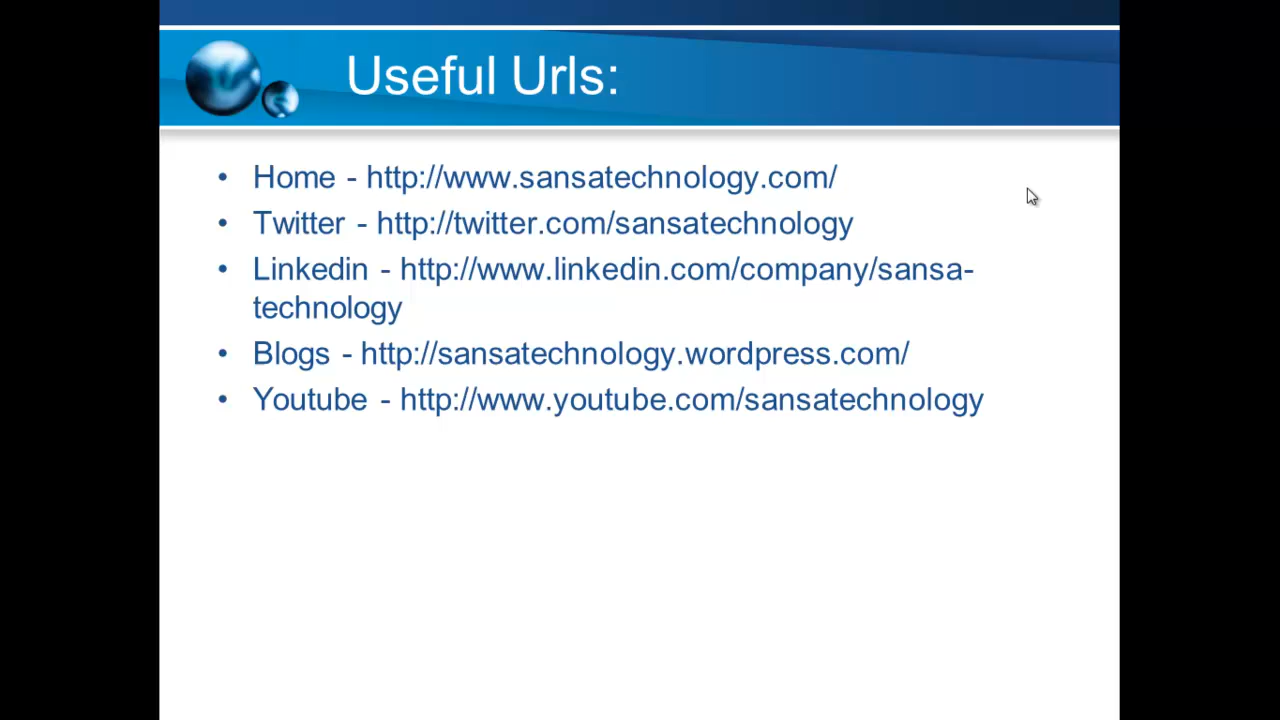 Useful Urls:
• Home - http://www.sansatechnology.com/
• Twitter - http://twitter.com/sansatechnology
• Linkedin - http://www.linkedin.com/company/sansa-
technology
• Blogs - http://sansatechnology.wordpress.com/
• Youtube - http://www.youtube.com/sansatechnology